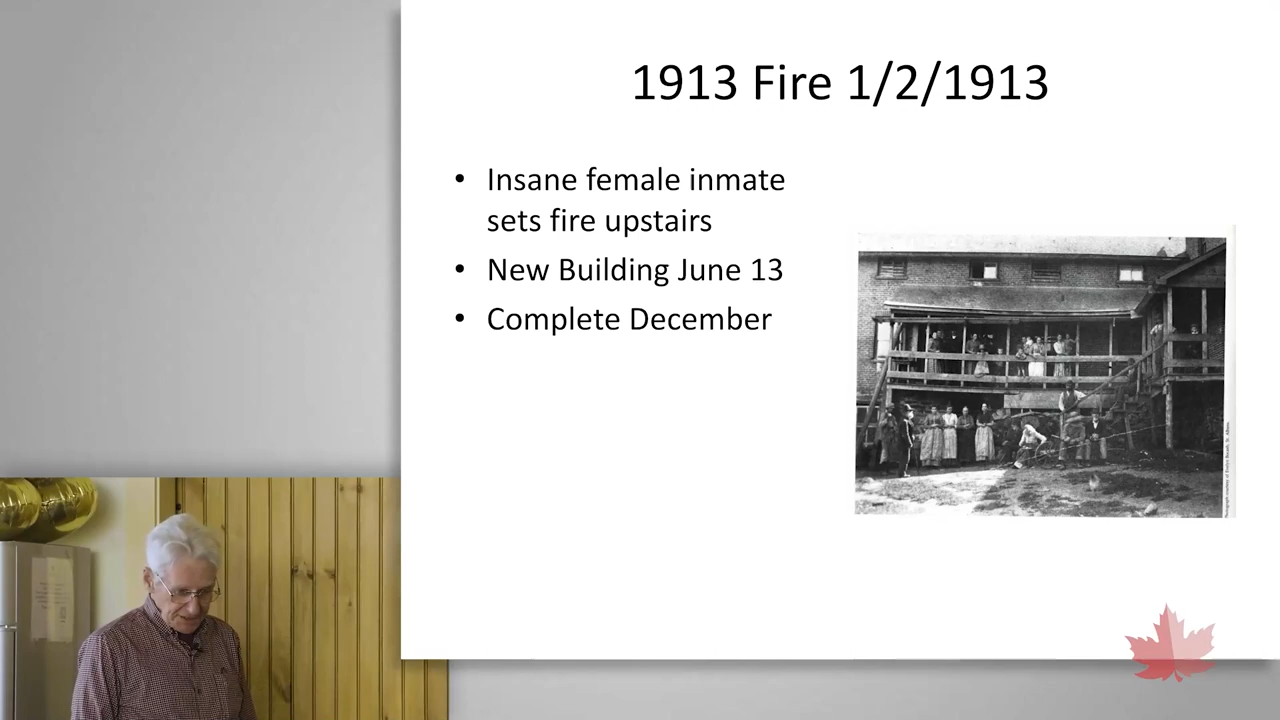 1913 Fire 1/2/1913
• Insane female inmate
sets fire upstairs
• New Building June 13
• Complete December